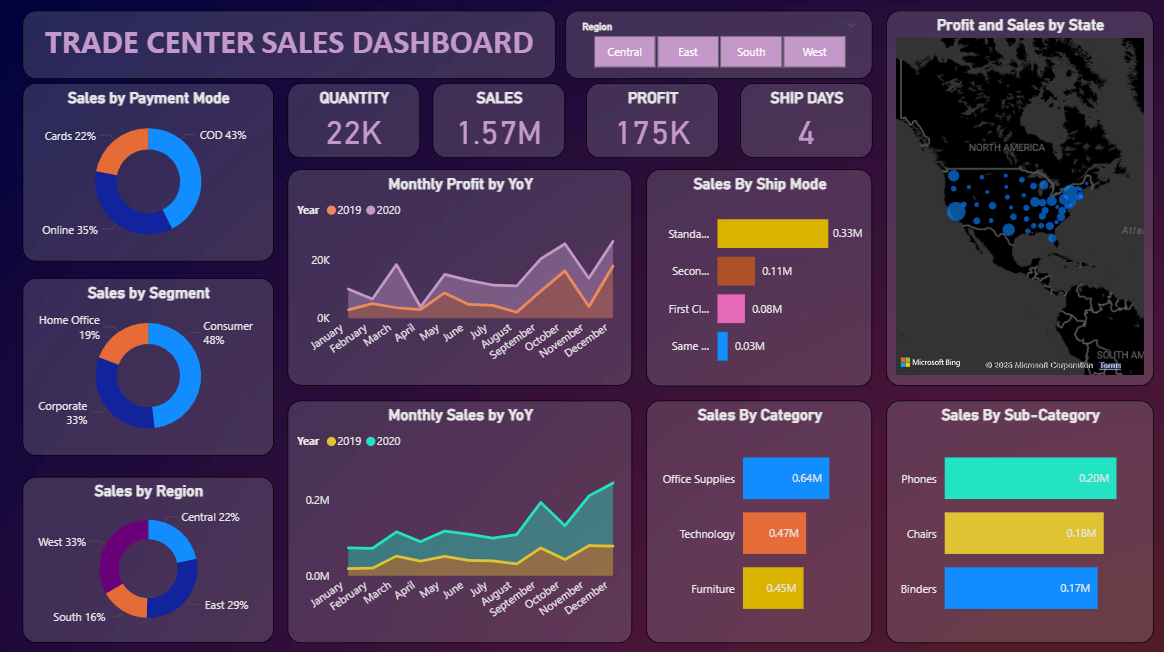 TRADE CENTER SALES DASHBOARD
Region
Central East South West
Profit and Sales by State
NORTH AMERICA
Atla
SOUTH AM
Microsoft Bing
© 2025 Microsoft Corporation Terms
Sales by Payment Mode
Cards 22%
COD 43%
Online 35%
QUANTITY
22K
SALES
1.57M
PROFIT
175K
SHIP DAYS
4
Monthly Profit by YoY
Year 2019 2020
20K
0K
January February March April May June July August September October November December
Sales By Ship Mode
Standa... 0.33M
Secon... 0.11M
First Cl... 0.08M
Same ... 0.03M
Sales by Segment
Home Office
19%
Consumer
48%
Corporate
33%
Monthly Sales by YoY
Year 2019 2020
0.2M
0.0M
January February March April May June July August September October November December
Sales By Category
Office Supplies 0.64M
Technology 0.47M
Furniture 0.45M
Sales By Sub-Category
Phones 0.20M
Chairs 0.18M
Binders 0.17M
Sales by Region
Central 22%
West 33%
East 29%
South 16%